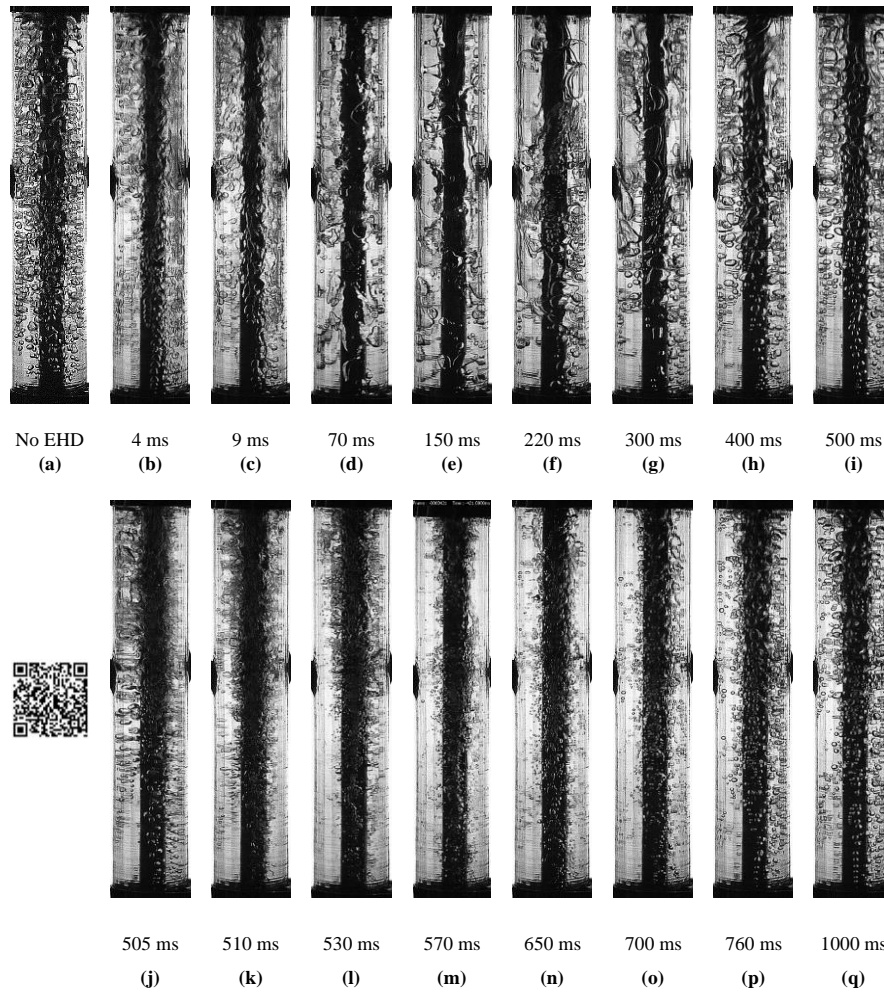 No EHD 4 ms 9 ms 70 ms 150 ms 220 ms 300 ms 400 ms 500 ms
(a) (b) (c) (d) (e) (f) (g) (h) (i)
505 ms 510 ms 530 ms 570 ms 650 ms 700 ms 760 ms 1000 ms
(j) (k) (l) (m) (n) (o) (p) (q)